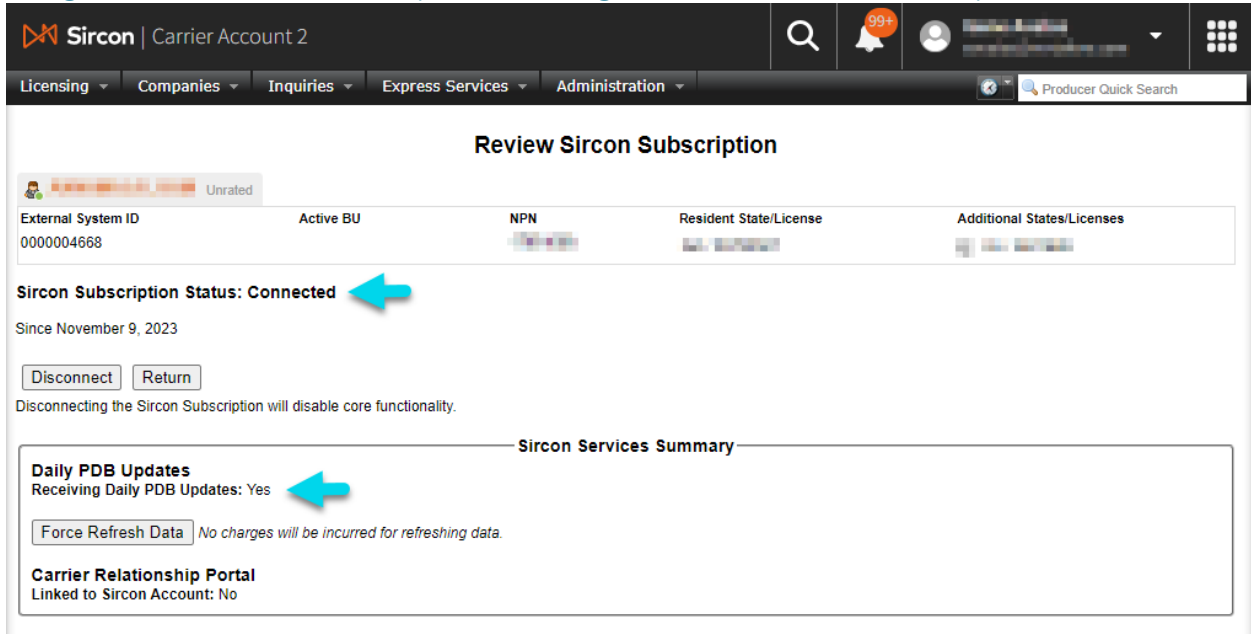 Sircon | Carrier Account 2
99+
Licensing Companies Inquiries Express Services Administration Producer Quick Search
Review Sircon Subscription
Unrated
External System ID Active BU NPN Resident State/License Additional States/Licenses
0000004668
Sircon Subscription Status: Connected
Since November 9, 2023
Disconnect Return
Disconnecting the Sircon Subscription will disable core functionality.
Sircon Services Summary
Daily PDB Updates
Receiving Daily PDB Updates: Yes
Force Refresh Data No charges will be incurred for refreshing data.
Carrier Relationship Portal
Linked to Sircon Account: No